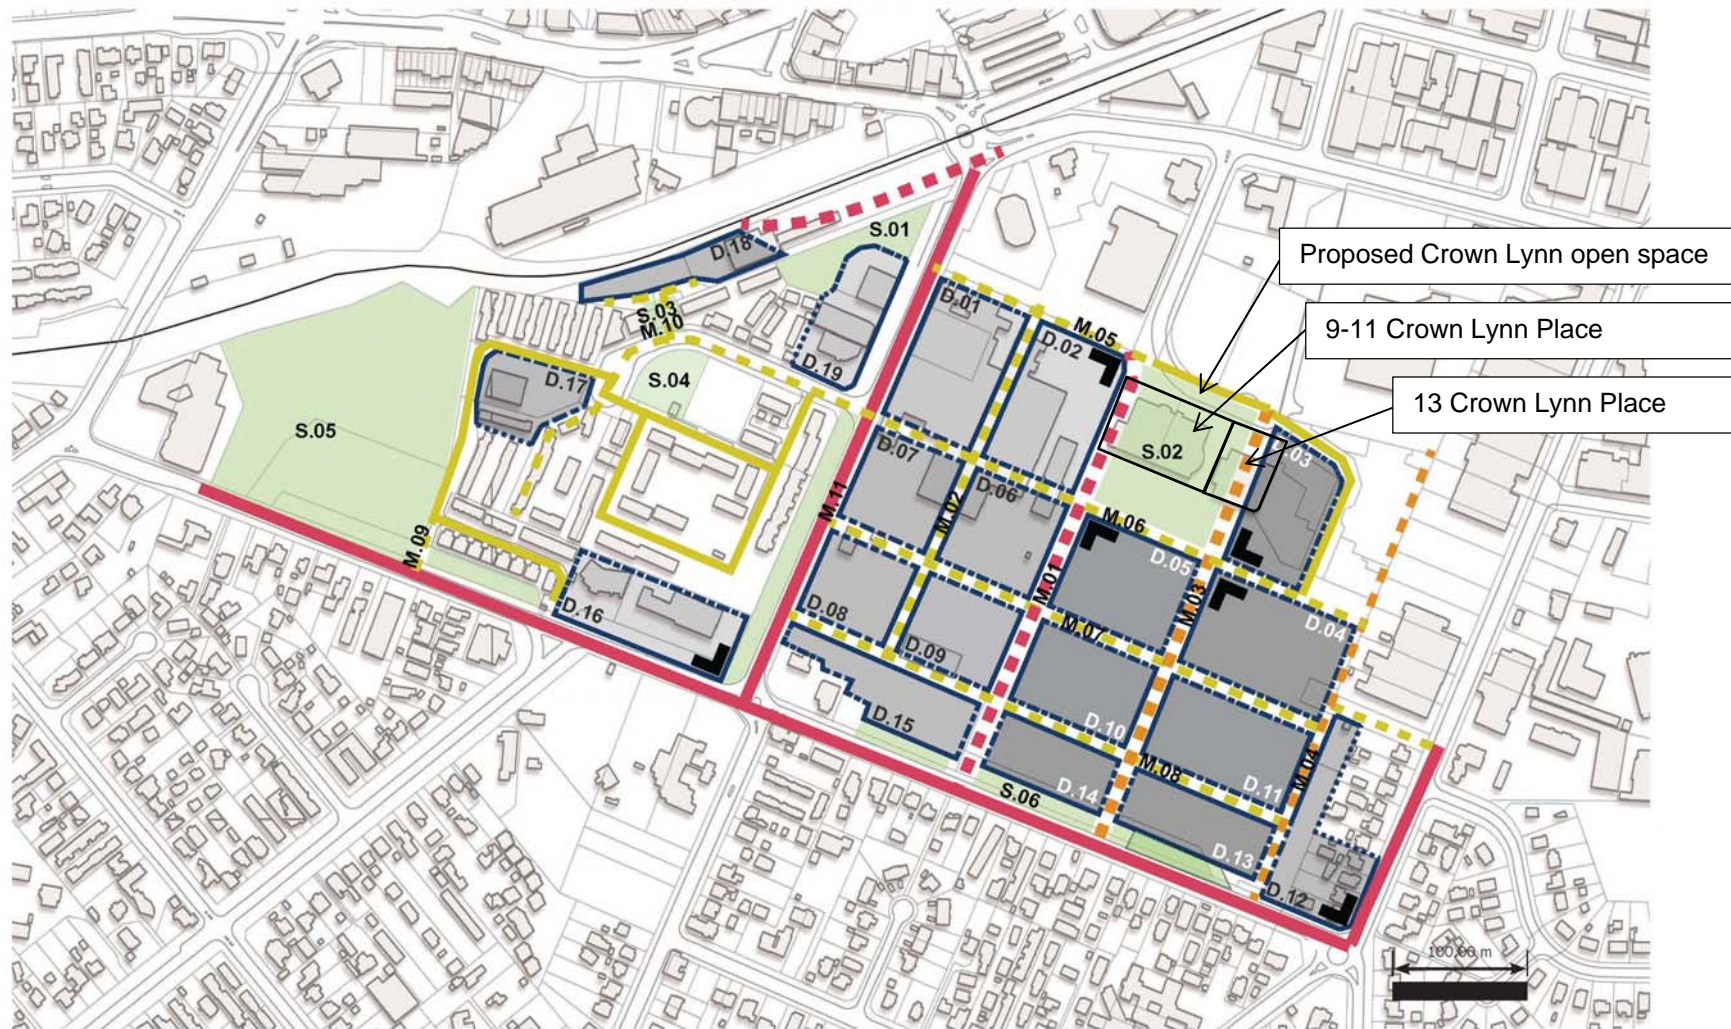 S.01
D.18
Proposed Crown Lynn open space
S.03
M.10
D.01
M.05
9-11 Crown Lynn Place
D.02
D.19
D.17
S.04
13 Crown Lynn Place
S.05
D.07
S.02
.03
M.11
M.02
D.06
M.06
M.09
D.05
D.16
D.08
M.01
M.03
D.04
M.07
D.09
D.15
D.10
M.08
D.11
M.04
S.06
D.14
D.13
D.12
100.00 m